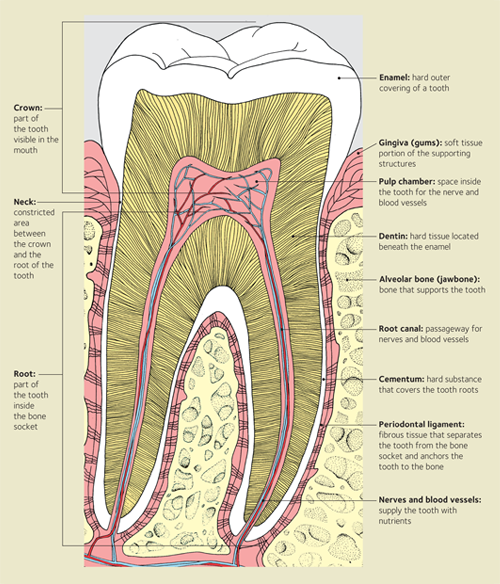 Crown:
part of
the tooth
visible in the
mouth
Neck:
constricted
area
between
the crown
and the
root of the
tooth
Root:
part of
the tooth
inside
the bone
socket
Enamel: hard outer
covering of a tooth
Gingiva (gums): soft tissue
portion of the supporting
structures
Pulp chamber: space inside
the tooth for the nerve and
blood vessels
Dentin: hard tissue located
beneath the enamel
Alveolar bone (jawbone):
bone that supports the tooth
Root canal: passageway for
nerves and blood vessels
Cementum: hard substance
that covers the tooth roots
Periodontal ligament:
fibrous tissue that separates
the tooth from the bone
socket and anchors the
tooth to the bone
Nerves and blood vessels:
supply the tooth with
nutrients